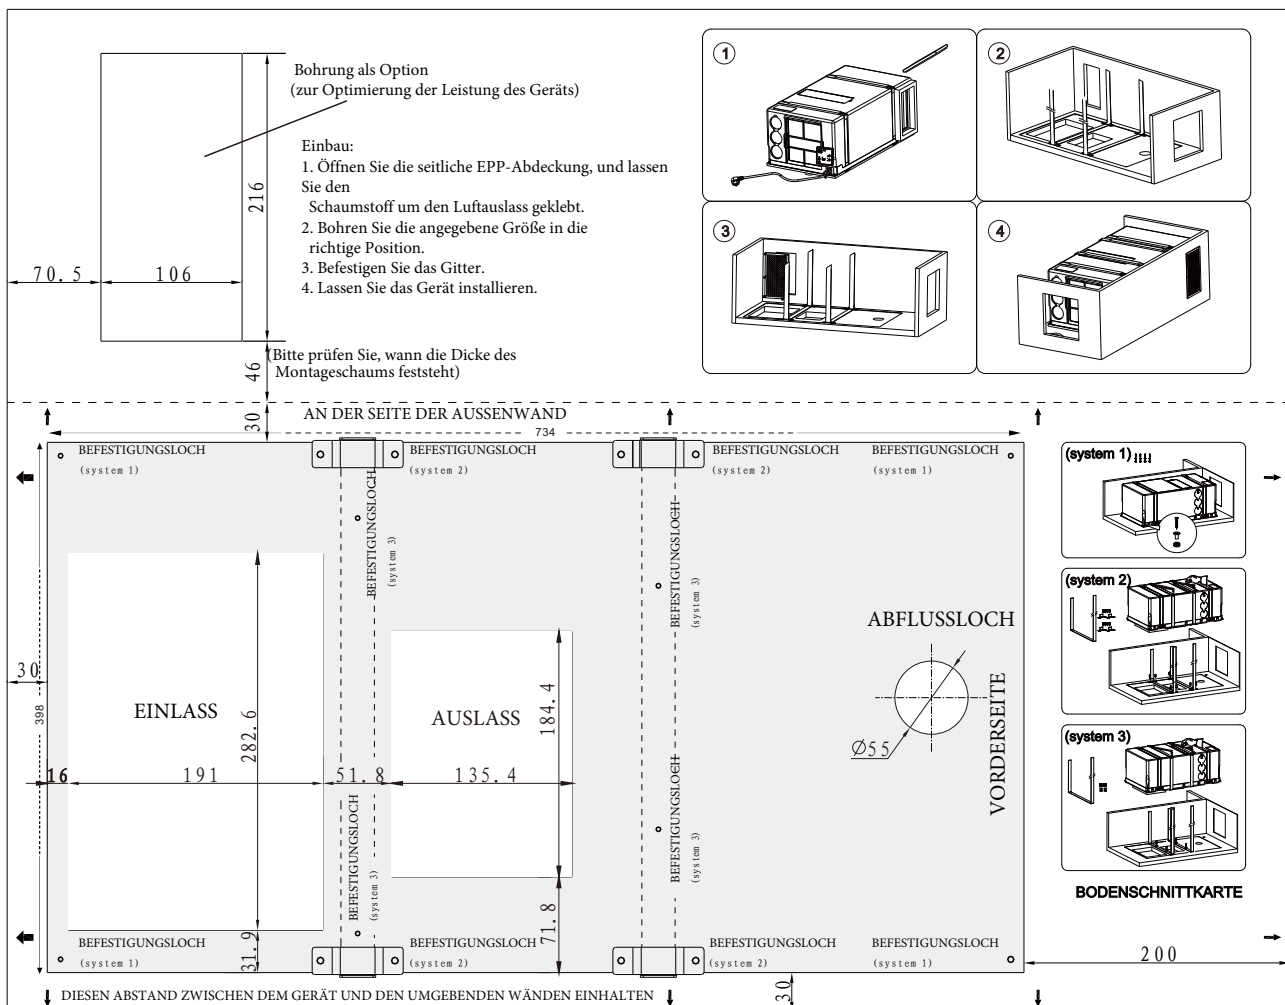 Bohrung als Option
(zur Optimierung der Leistung des Geräts)
Einbau:
1. Öffnen Sie die seitliche EPP-Abdeckung, und lassen
Sie den
Schaumstoff um den Luftauslass geklebt.
2. Bohren Sie die angegebene Größe in die
richtige Position.
3. Befestigen Sie das Gitter.
4. Lassen Sie das Gerät installieren.
216
70.5
106
46
(Bitte prüfen Sie, wann die Dicke des
Montageschaums feststeht)
1
2
3
4
30
AN DER SEITE DER AUSSENWAND
734
BEFESTIGUNGSLOCH
(system 1)
BEFESTIGUNGSLOCH
(system 2)
BEFESTIGUNGSLOCH
(system 2)
BEFESTIGUNGSLOCH
(system 1)
BEFESTIGUNGSLOCH
(system 3)
BEFESTIGUNGSLOCH
(system 3)
30
398
EINLASS
282.6
16
191
51.8
AUSLASS
184.4
135.4
ABFLUSSLOCH
Ø55
VORDERSEITE
BEFESTIGUNGSLOCH
(system 3)
BEFESTIGUNGSLOCH
(system 3)
71.8
31.9
BEFESTIGUNGSLOCH
(system 1)
BEFESTIGUNGSLOCH
(system 2)
BEFESTIGUNGSLOCH
(system 2)
BEFESTIGUNGSLOCH
(system 1)
(system 1)
(system 2)
(system 3)
BODENSCHNITTKARTE
200
30
DIESEN ABSTAND ZWISCHEN DEM GERÄT UND DEN UMGEBENDEN WÄNDEN EINHALTEN